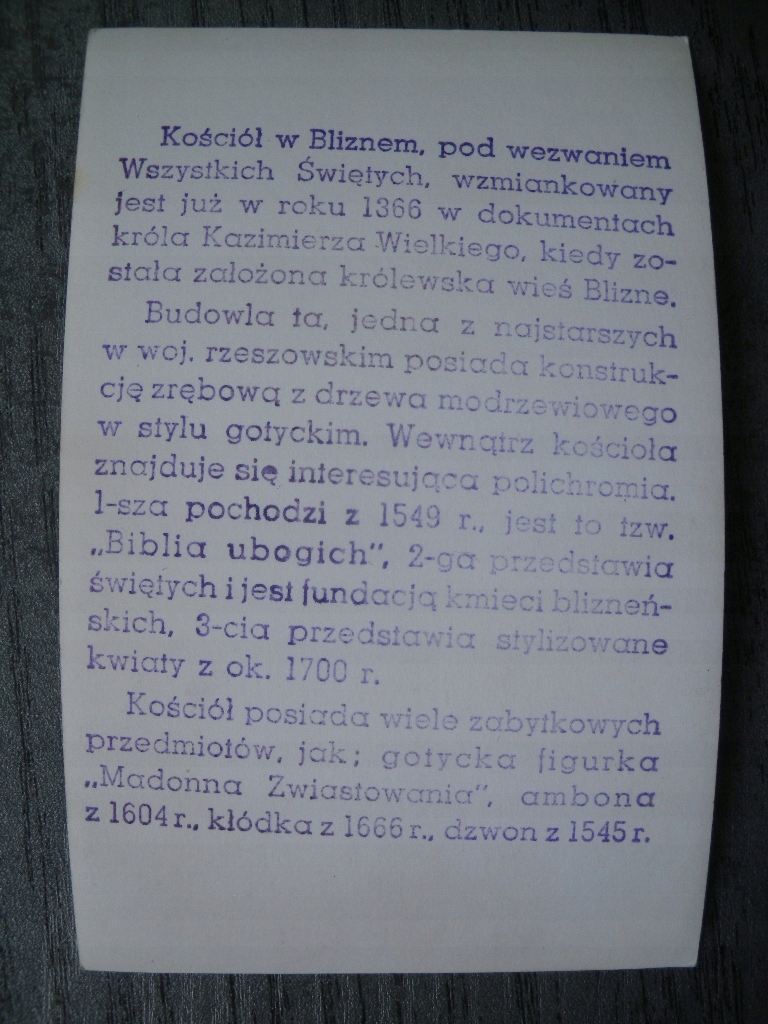 Kościół w Bliznem, pod wezwaniem
Wszystkich Świętych, wzmiankowany
jest już w roku 1366 w dokumentach
króla Kazimierza Wielkiego, kiedy zo-
stała założona królewska wieś Blizne.
Budowla ta, jedna z najstarszych
w woj. rzeszowskim posiada konstruk-
cję zrębową z drzewa modrzewiowego
w stylu gotyckim. Wewnątrz kościoła
znajduje się interesująca polichromia.
1-sza pochodzi z 1549 r., jest to tzw.
„Biblia ubogich”, 2-ga przedstawia
świętych i jest fundacją kmieci blizneń-
skich, 3-cia przedstawia stylizowane
kwiaty z ok. 1700 r.
Kościół posiada wiele zabytkowych
przedmiotów, jak; gotycka figurka
„Madonna Zwiastowania”, ambona
z 1604 r., kłódka z 1666 r., dzwon z 1545 r.